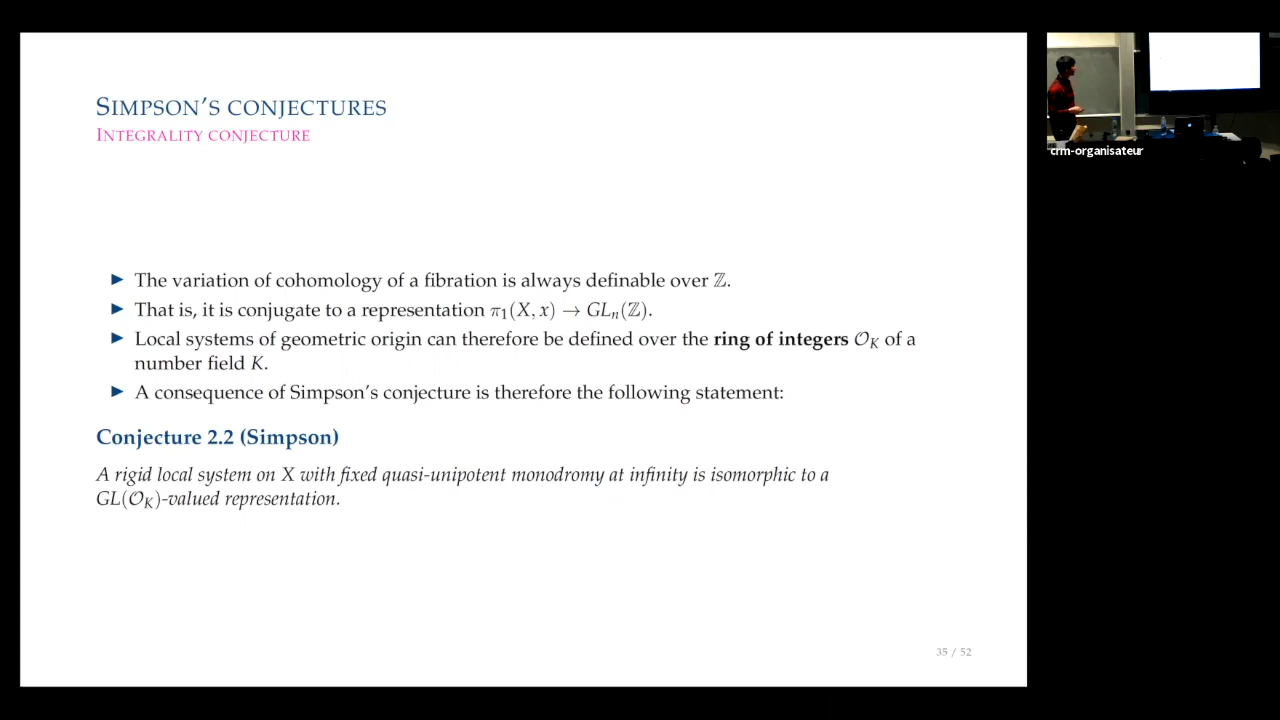 SIMPSON'S CONJECTURES
INTEGRALITY CONJECTURE
crm-organisateur
▶ The variation of cohomology of a fibration is always definable over ℤ.
▶ That is, it is conjugate to a representation π₁(X, x) → GLₙ(ℤ).
▶ Local systems of geometric origin can therefore be defined over the ring of integers 𝒪_K of a
number field K.
▶ A consequence of Simpson's conjecture is therefore the following statement:
Conjecture 2.2 (Simpson)
A rigid local system on X with fixed quasi-unipotent monodromy at infinity is isomorphic to a
GL(𝒪_K)-valued representation.
35 / 52